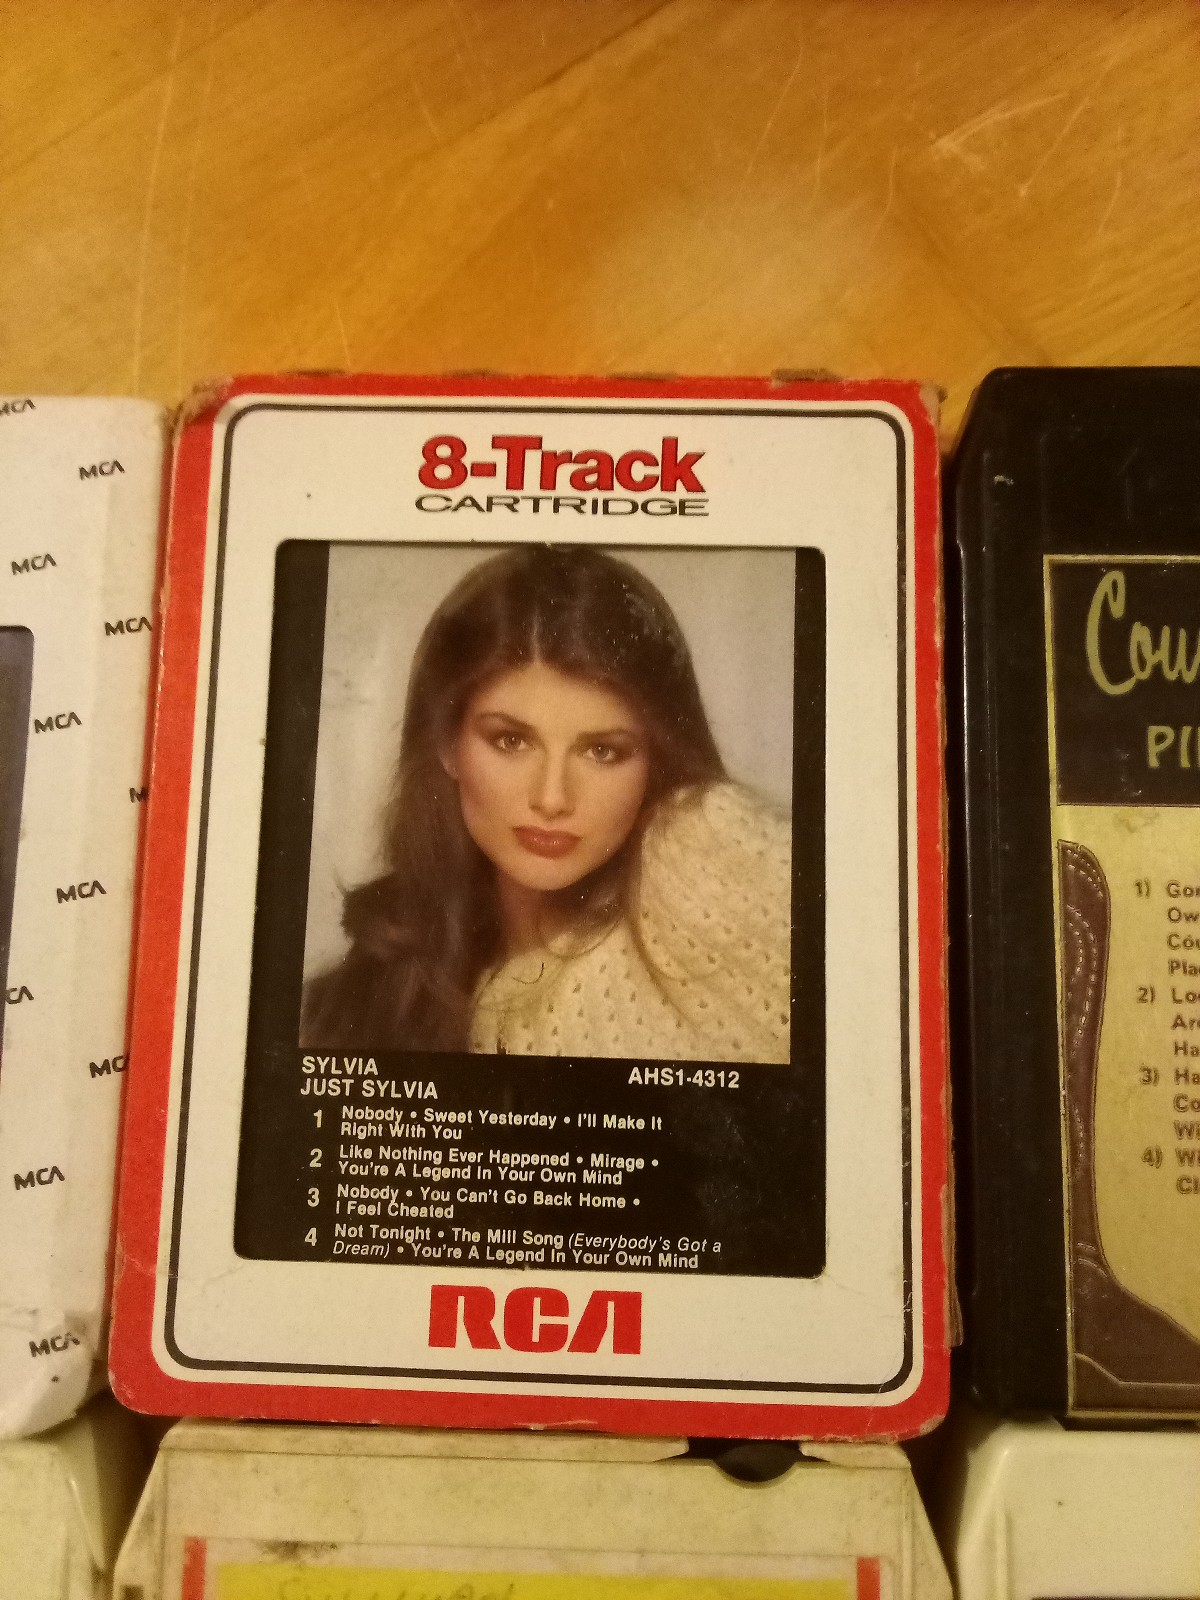 8-Track
CARTRIDGE
SYLVIA
JUST SYLVIA
AHS1-4312
1 Nobody • Sweet Yesterday • I'll Make It
Right With You
2 Like Nothing Ever Happened • Mirage •
You're A Legend In Your Own Mind
3 Nobody • You Can't Go Back Home •
I Feel Cheated
4 Not Tonight • The Mill Song (Everybody's Got a
Dream) • You're A Legend In Your Own Mind
RCA
MCA
MCA
MCA
MCA
MCA
MCA
MCA
MCA
1)
2)
3)
4)